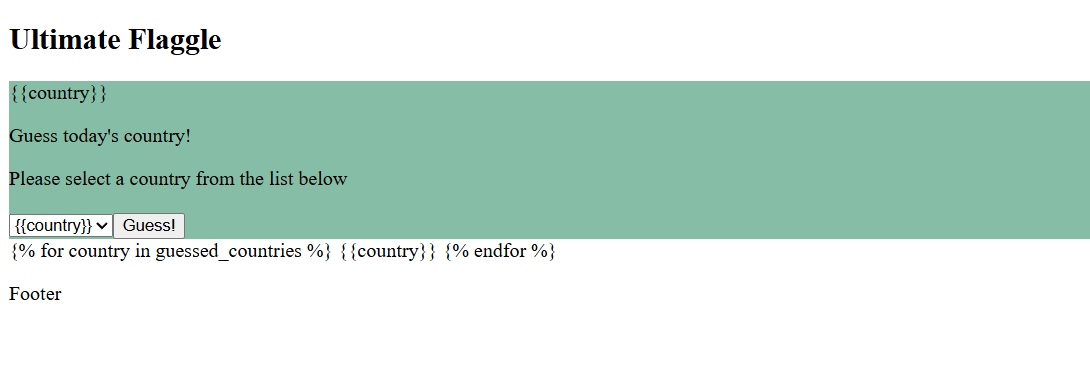 Ultimate Flaggle
{{country}}
Guess today's country!
Please select a country from the list below
{{country}} Guess!
{% for country in guessed_countries %} {{country}} {% endfor %}
Footer